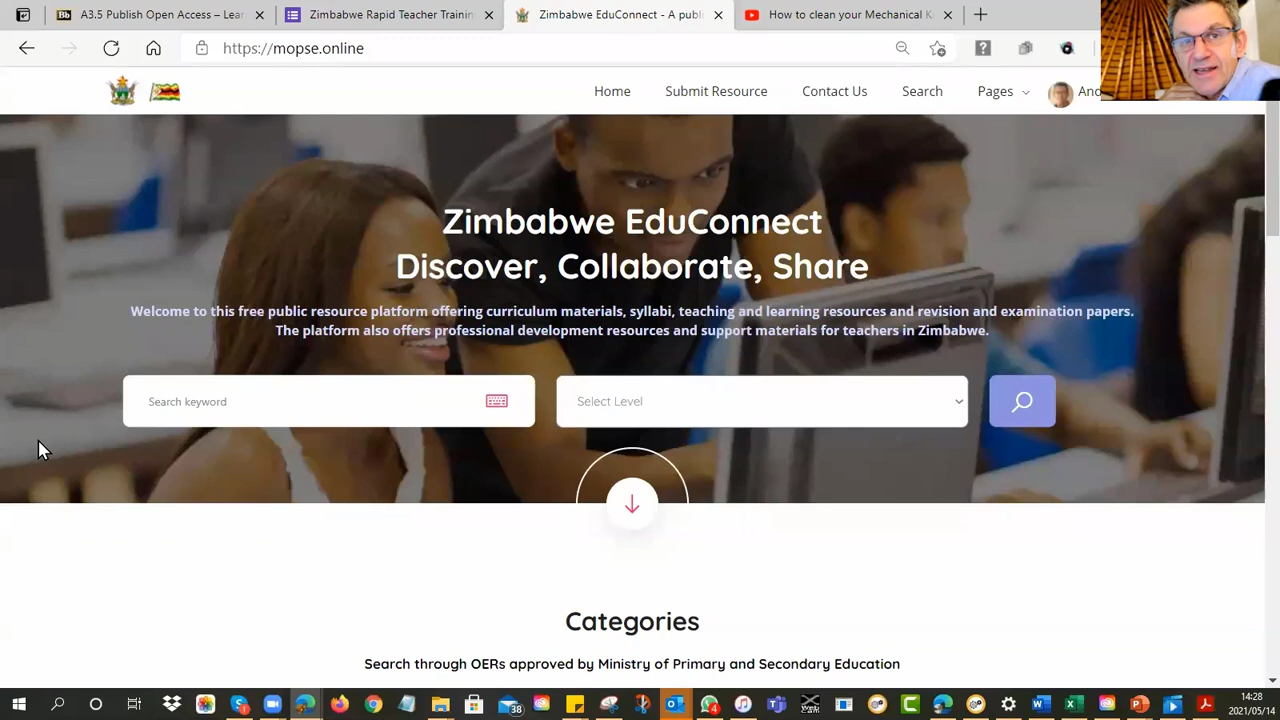 A3.5 Publish Open Access – Lear
Zimbabwe Rapid Teacher Trainin
Zimbabwe EduConnect - A publ
How to clean your Mechanical K
https://mopse.online
Home
Submit Resource
Contact Us
Search
Pages
Zimbabwe EduConnect
Discover, Collaborate, Share
Welcome to this free public resource platform offering curriculum materials, syllabi, teaching and learning resources and revision and examination papers.
The platform also offers professional development resources and support materials for teachers in Zimbabwe.
Search keyword
Select Level
Categories
Search through OERs approved by Ministry of Primary and Secondary Education
38
4
14:28
2021/05/14